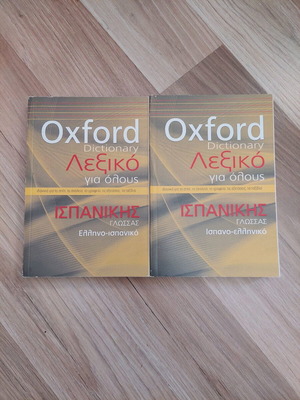 Oxford
Dictionary
Λεξικό
για όλους
ΙΣΠΑΝΙΚΗΣ
ΓΛΩΣΣΑΣ
Ελληνο-ισπανικό
Oxford
Dictionary
Λεξικό
για όλους
ΙΣΠΑΝΙΚΗΣ
ΓΛΩΣΣΑΣ
Ισπανο-ελληνικό